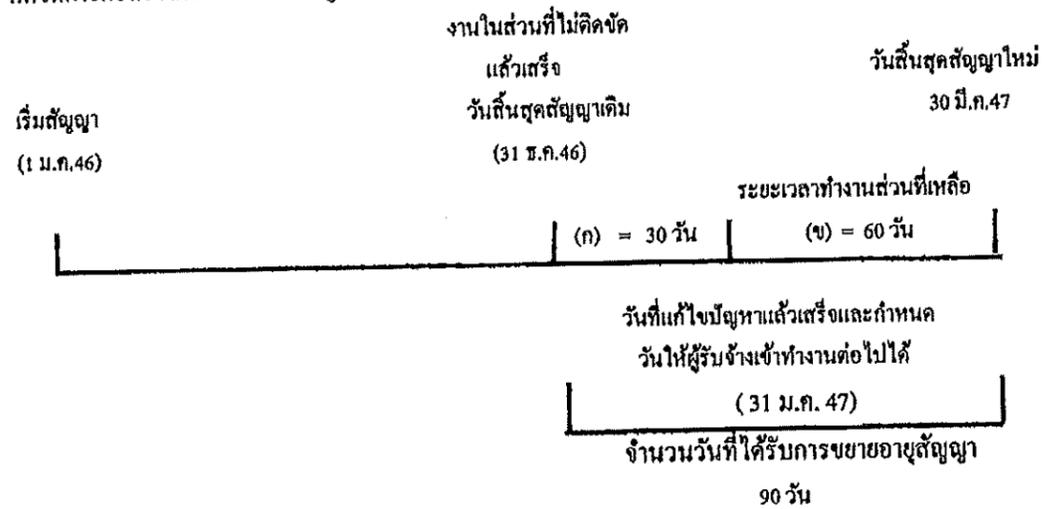 งานในส่วนที่ไม่ติดขัด
แล้วเสร็จ
วันสิ้นสุดสัญญาใหม่
เริ่มสัญญา
วันสิ้นสุดสัญญาเดิม
30 มี.ค.47
(1 ม.ค.46)
(31 ธ.ค.46)
ระยะเวลาทำงานส่วนที่เหลือ
(ก) = 30 วัน
(ข) = 60 วัน
วันที่แก้ไขปัญหาแล้วเสร็จและกำหนด
วันให้ผู้รับจ้างเข้าทำงานต่อไปได้
(31 ม.ค. 47)
จำนวนวันที่ได้รับการขยายอายุสัญญา
90 วัน